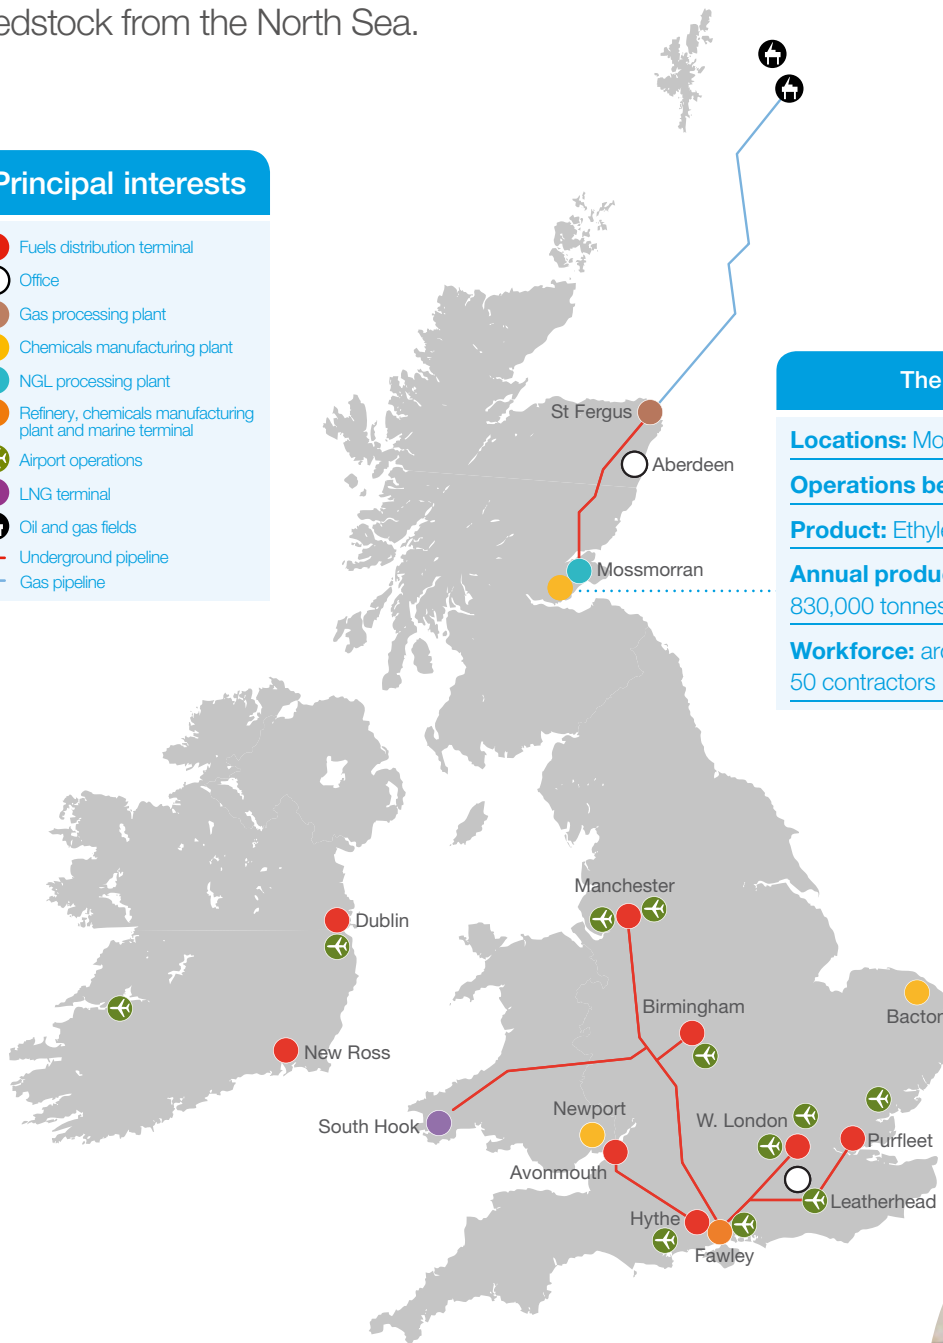 edstock from the North Sea.
Principal interests
Fuels distribution terminal
Office
Gas processing plant
Chemicals manufacturing plant
NGL processing plant
Refinery, chemicals manufacturing
plant and marine terminal
Airport operations
LNG terminal
Oil and gas fields
Underground pipeline
Gas pipeline
St Fergus
Aberdeen
Mossmorran
The
Locations: Mo
Operations be
Product: Ethyl
Annual produ
830,000 tonnes
Workforce: aro
50 contractors
Manchester
Dublin
Birmingham
Bacton
New Ross
South Hook
Newport
W. London
Purfleet
Avonmouth
Leatherhead
Hythe
Fawley